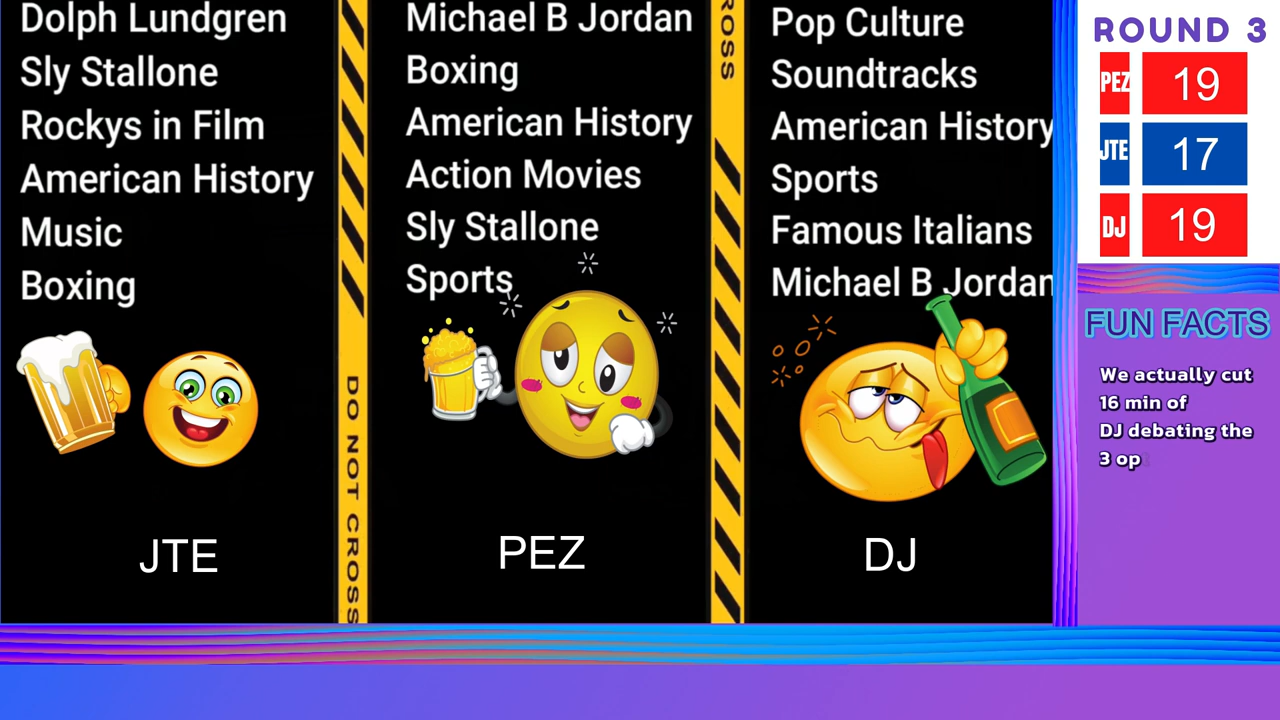 Dolph Lundgren
Sly Stallone
Rockys in Film
American History
Music
Boxing
JTE
DO NOT CROSS
Michael B Jordan
Boxing
American History
Action Movies
Sly Stallone
Sports
PEZ
ROSS
Pop Culture
Soundtracks
American History
Sports
Famous Italians
Michael B Jordan
DJ
ROUND 3
PEZ 19
JTE 17
DJ 19
FUN FACTS
We actually cut
16 min of
DJ debating the
3 op